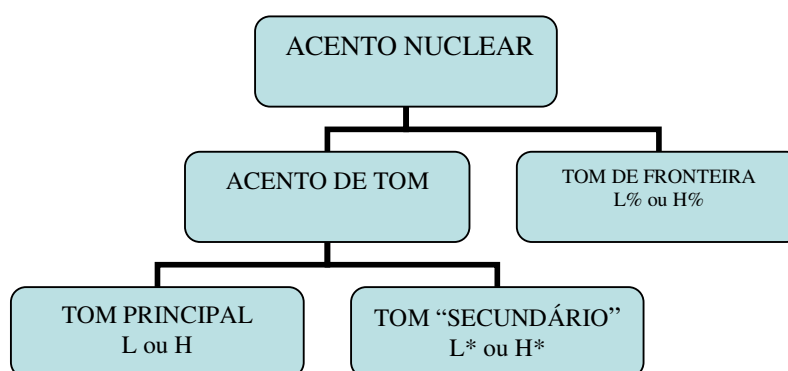 ACENTO NUCLEAR
ACENTO DE TOM
TOM DE FRONTEIRA
L% ou H%
TOM PRINCIPAL
L ou H
TOM “SECUNDÁRIO”
L* ou H*